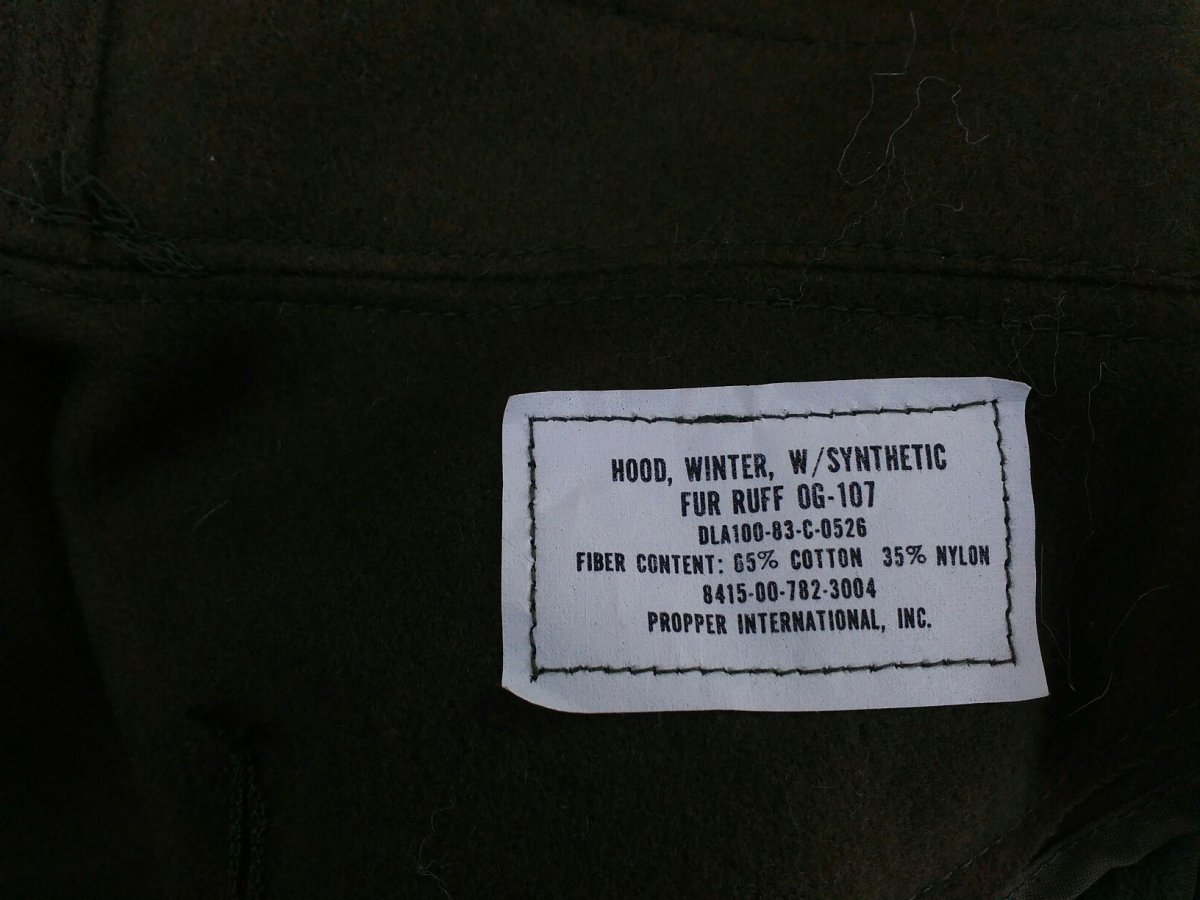 HOOD, WINTER, W/SYNTHETIC
FUR RUFF OG-107
DLA100-83-C-0526
FIBER CONTENT: 65% COTTON 35% NYLON
8415-00-782-3004
PROPPER INTERNATIONAL, INC.